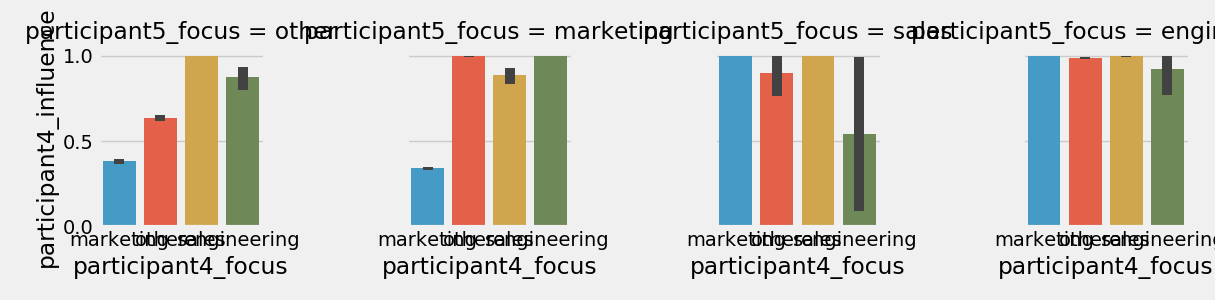 participant5_focus = other
participant5_focus = marketing
participant5_focus = sales
participant5_focus = engin
participant4_influence
1.0
0.5
0.0
marketing other sales engineering
marketing other sales engineering
marketing other sales engineering
marketing other sales engineering
participant4_focus
participant4_focus
participant4_focus
participant4_focus